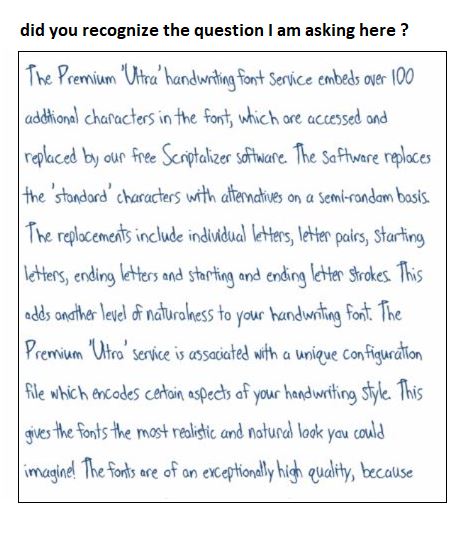 did you recognize the question I am asking here ?
The Premium 'Ultra' handwriting font Service embeds over 100
additional characters in the font, which are accessed and
replaced by our free Scriptalizer software. The Software replaces
the 'standard' characters with alternatives on a semi-random basis.
The replacements include individual letters, letter pairs, starting
letters, ending letters and starting and ending letter strokes. This
adds another level of naturalness to your handwriting font. The
Premium 'Ultra' service is associated with a unique configuration
file which encodes certain aspects of your handwriting style. This
gives the fonts the most realistic and natural look you could
imagine! The fonts are of an exceptionally high quality, because